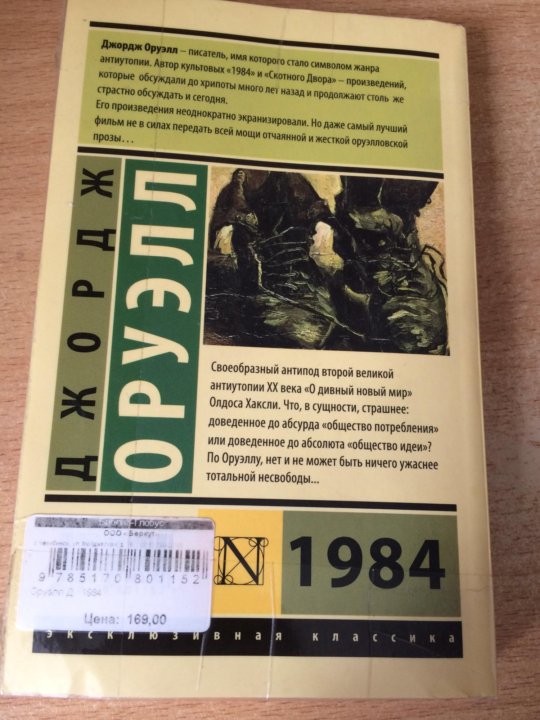 Джордж Оруэлл – писатель, имя которого стало символом жанра
антиутопии. Автор культовых «1984» и «Скотного Двора» – произведений,
которые обсуждали до хрипоты много лет назад и продолжают столь же
страстно обсуждать и сегодня.
Его произведения неоднократно экранизировали. Но даже самый лучший
фильм не в силах передать всей мощи отчаянной и жесткой оруэлловской
прозы…
ДЖОРДЖ
ОРУЭЛЛ
Своеобразный антипод второй великой
антиутопии XX века «О дивный новый мир»
Олдоса Хаксли. Что, в сущности, страшнее:
доведенное до абсурда «общество потребления»
или доведенное до абсолюта «общество идеи»?
По Оруэллу, нет и не может быть ничего ужаснее
тотальной несвободы...
ООО - Беркут
9 785170 801152
Оруэлл Д. 1984
Цена: 169,00
N
1984
эксклюзивная классика